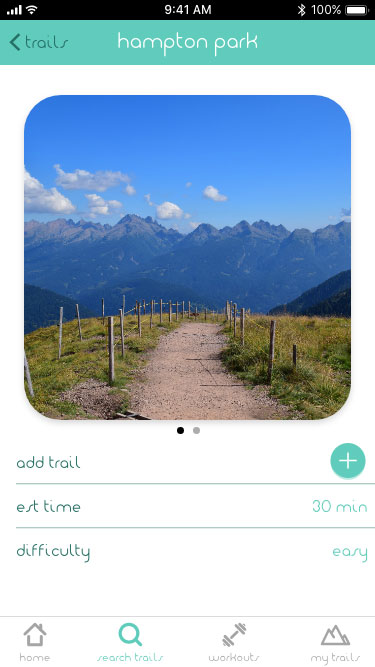 9:41 AM 100%
trails hampton park
add trail
est time 30 min
difficulty easy
home search trails workouts my trails